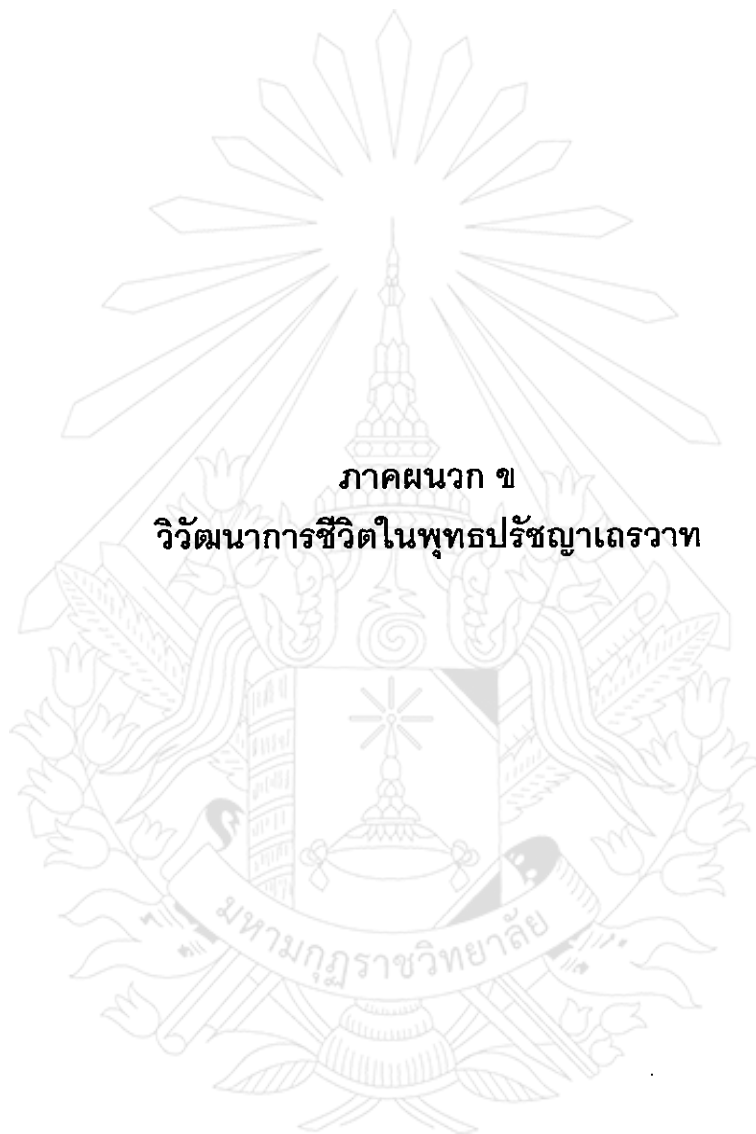 ภาคผนวก ข
วิวัฒนาการชีวิตในพุทธปรัชญาเถรวาท
มหามกุฏราชวิทยาลัย